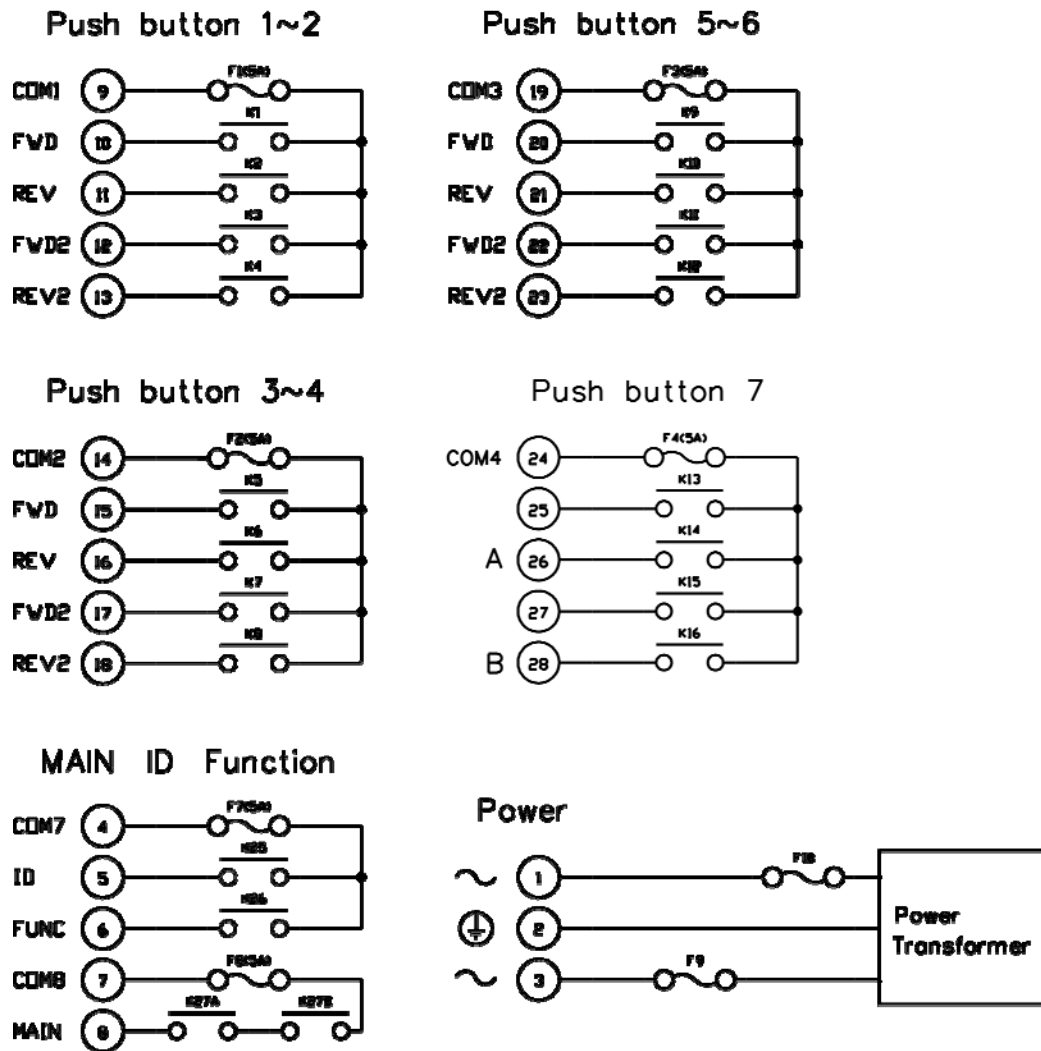 Push button 1~2
F1(5A)
COM1 9
K1
FWD 10
K2
REV 11
K3
FWD2 12
K4
REV2 13
Push button 5~6
F3(5A)
COM3 19
K9
FWD 20
K10
REV 21
K11
FWD2 22
K12
REV2 23
Push button 3~4
F2(5A)
COM2 14
K5
FWD 15
K6
REV 16
K7
FWD2 17
K8
REV2 18
Push button 7
F4(5A)
COM4 24
K13
25
K14
A 26
K15
27
K16
B 28
MAIN ID Function
F7(5A)
COM7 4
K25
ID 5
K26
FUNC 6
F8(5A)
COM8 7
K27A K27B
MAIN 8
Power
F10
1
2
F9
3
Power
Transformer